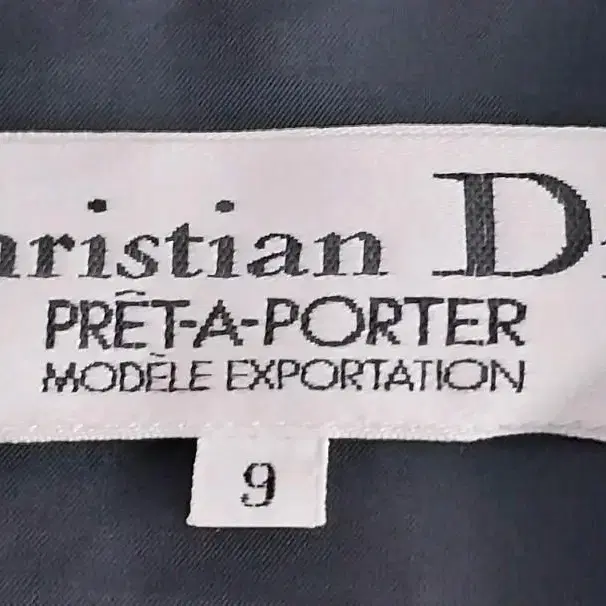 hristian D
PRÊT-A-PORTER
MODÈLE EXPORTATION
9